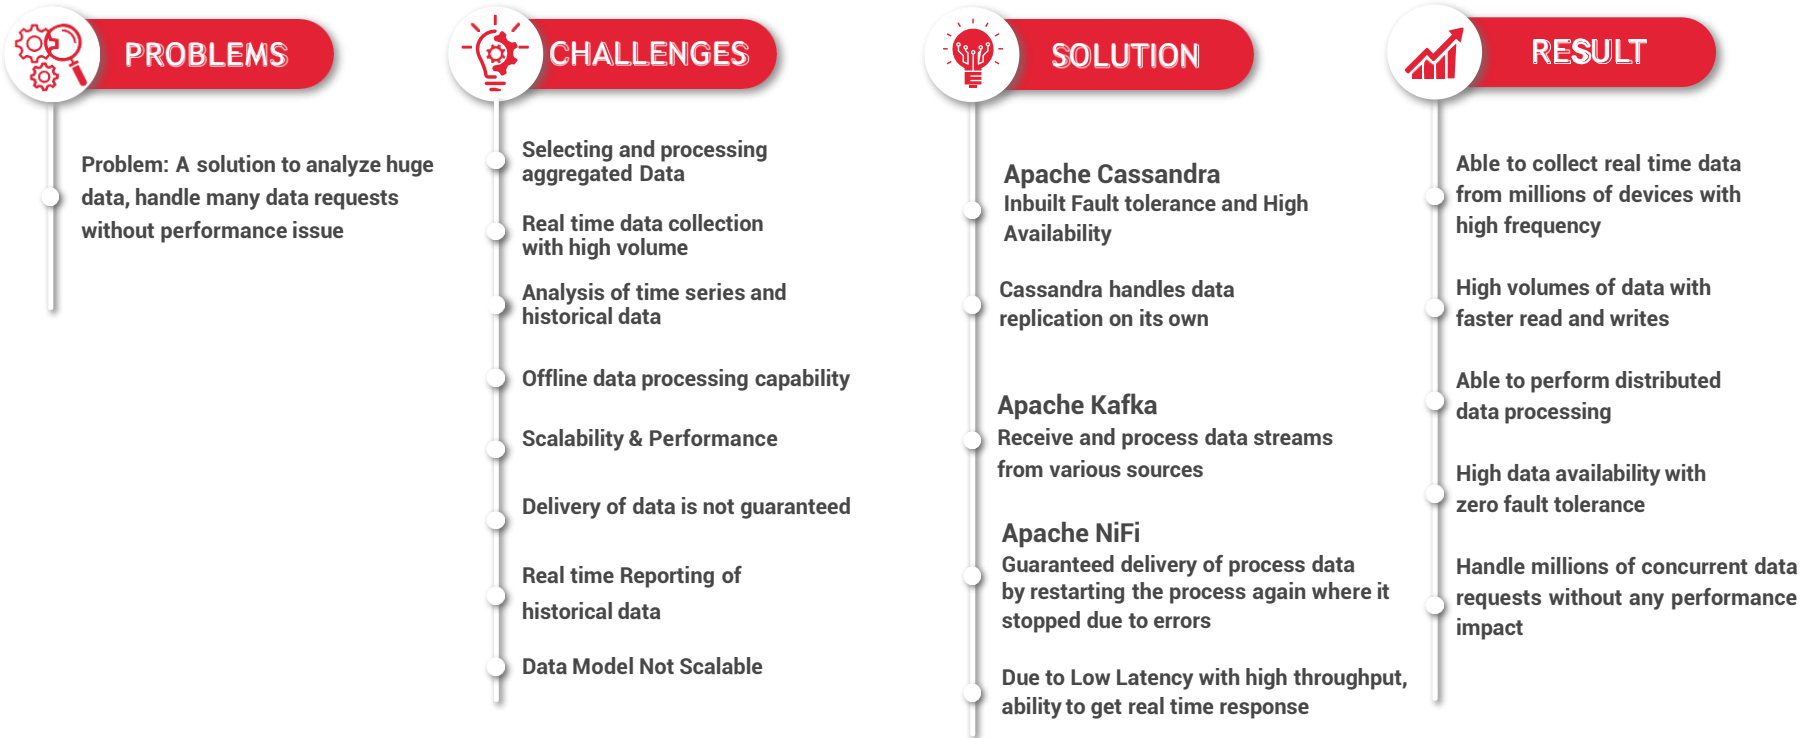 PROBLEMS
Problem: A solution to analyze huge
data, handle many data requests
without performance issue
CHALLENGES
Selecting and processing
aggregated Data
Real time data collection
with high volume
Analysis of time series and
historical data
Offline data processing capability
Scalability & Performance
Delivery of data is not guaranteed
Real time Reporting of
historical data
Data Model Not Scalable
SOLUTION
Apache Cassandra
Inbuilt Fault tolerance and High
Availability
Cassandra handles data
replication on its own
Apache Kafka
Receive and process data streams
from various sources
Apache NiFi
Guaranteed delivery of process data
by restarting the process again where it
stopped due to errors
Due to Low Latency with high throughput,
ability to get real time response
RESULT
Able to collect real time data
from millions of devices with
high frequency
High volumes of data with
faster read and writes
Able to perform distributed
data processing
High data availability with
zero fault tolerance
Handle millions of concurrent data
requests without any performance
impact